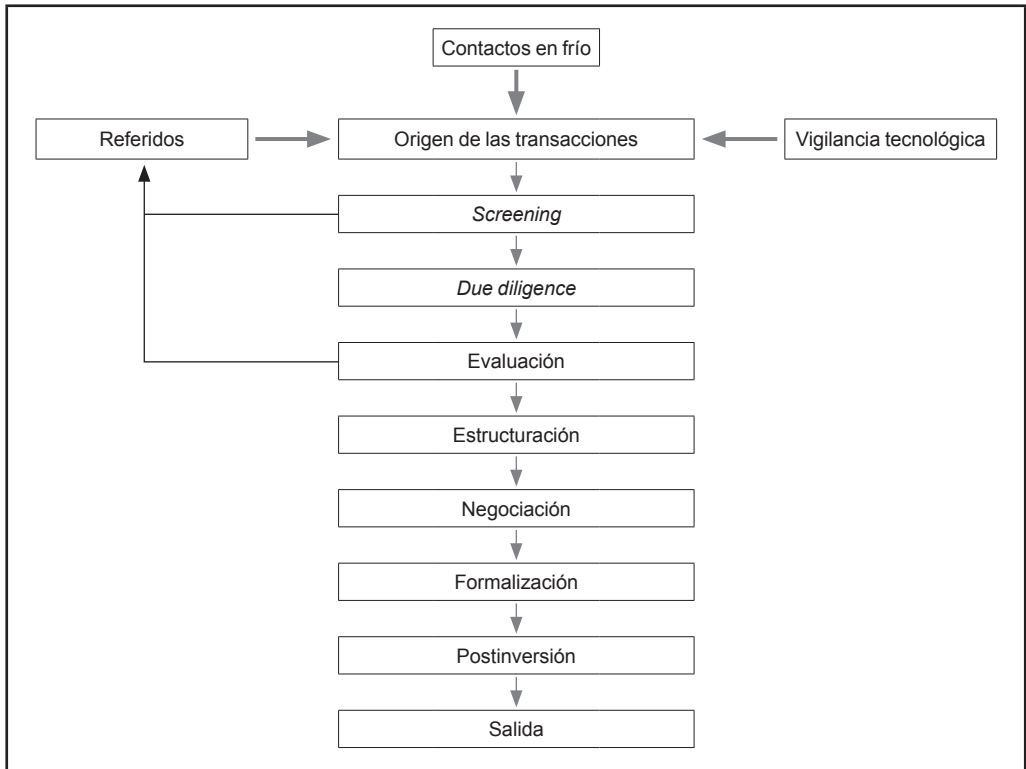 Contactos en frío
Referidos
Origen de las transacciones
Vigilancia tecnológica
Screening
Due diligence
Evaluación
Estructuración
Negociación
Formalización
Postinversión
Salida